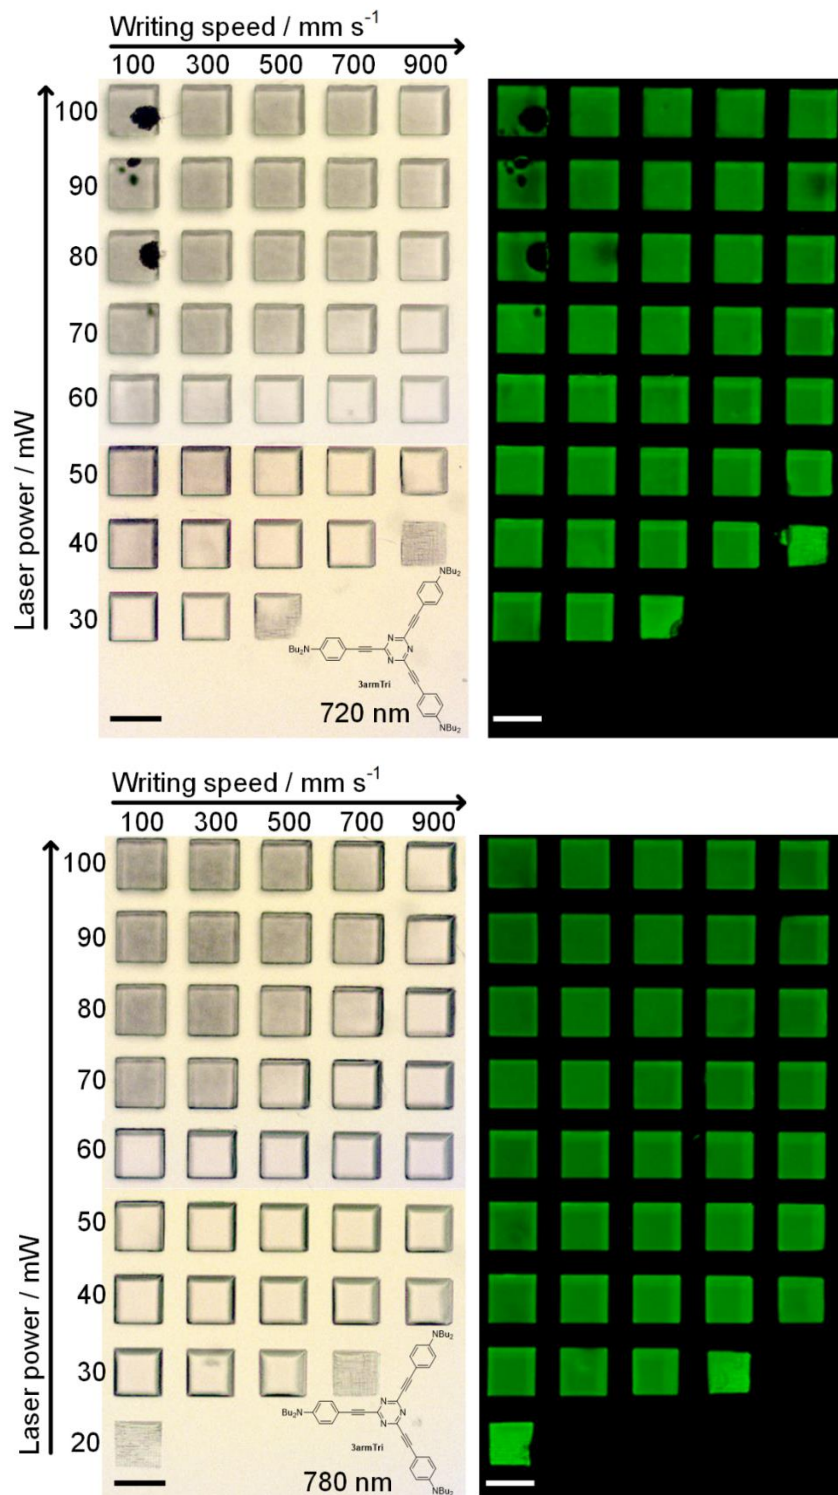 Writing speed / mm s⁻¹
100 300 500 700 900
Laser power / mW
100
90
80
70
60
50
40
30
NBu₂
Bu₂N
N N
N
3armTri
NBu₂
720 nm
Writing speed / mm s⁻¹
100 300 500 700 900
Laser power / mW
100
90
80
70
60
50
40
30
20
NBu₂
Bu₂N
N N
N
3armTri
NBu₂
780 nm